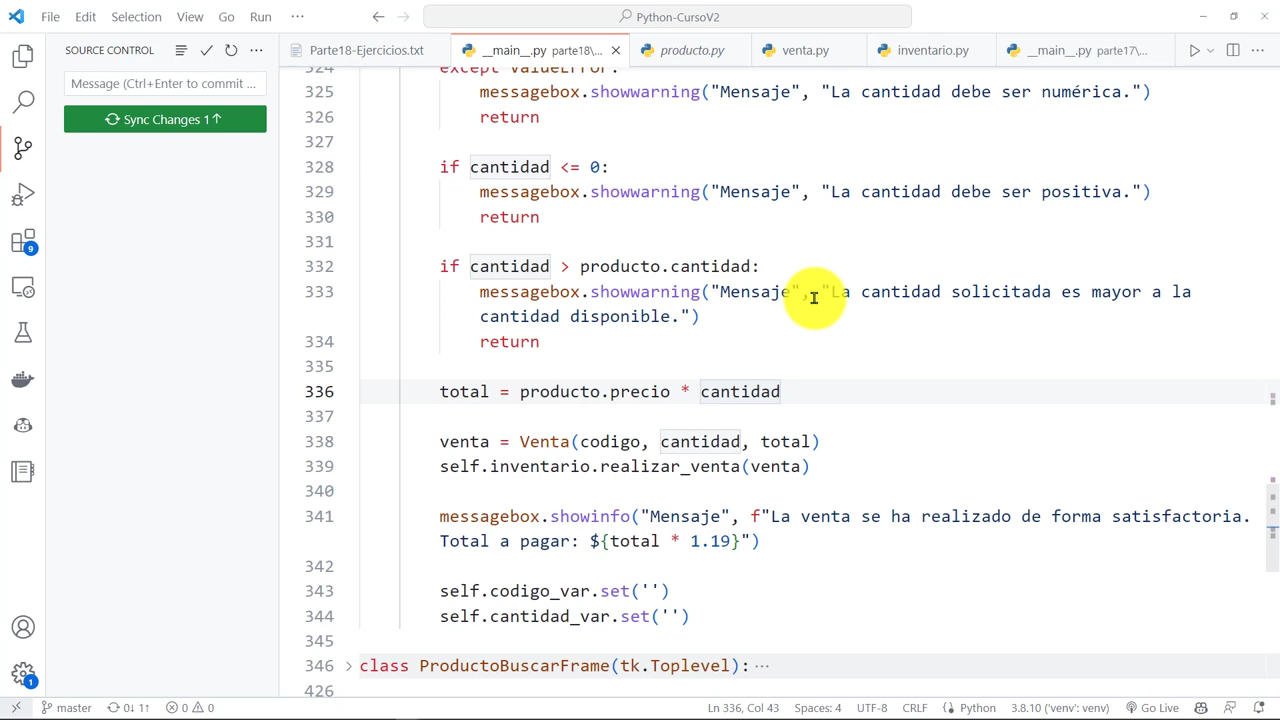 File Edit Selection View Go Run ··· Python-CursoV2
SOURCE CONTROL
Message (Ctrl+Enter to commit ...
Sync Changes 1↑
Parte18-Ejercicios.txt __main__.py parte18\... producto.py venta.py inventario.py __main__.py parte17\...
324 except ValueError:
325 messagebox.showwarning("Mensaje", "La cantidad debe ser numérica.")
326 return
327
328 if cantidad <= 0:
329 messagebox.showwarning("Mensaje", "La cantidad debe ser positiva.")
330 return
331
332 if cantidad > producto.cantidad:
333 messagebox.showwarning("Mensaje", "La cantidad solicitada es mayor a la
cantidad disponible.")
334 return
335
336 total = producto.precio * cantidad
337
338 venta = Venta(codigo, cantidad, total)
339 self.inventario.realizar_venta(venta)
340
341 messagebox.showinfo("Mensaje", f"La venta se ha realizado de forma satisfactoria.
Total a pagar: ${total * 1.19}")
342
343 self.codigo_var.set('')
344 self.cantidad_var.set('')
345
346 class ProductoBuscarFrame(tk.Toplevel): ···
426
9
1
master 0↓ 1↑ 0 0 Ln 336, Col 43 Spaces: 4 UTF-8 CRLF Python 3.8.10 ('venv': venv) Go Live